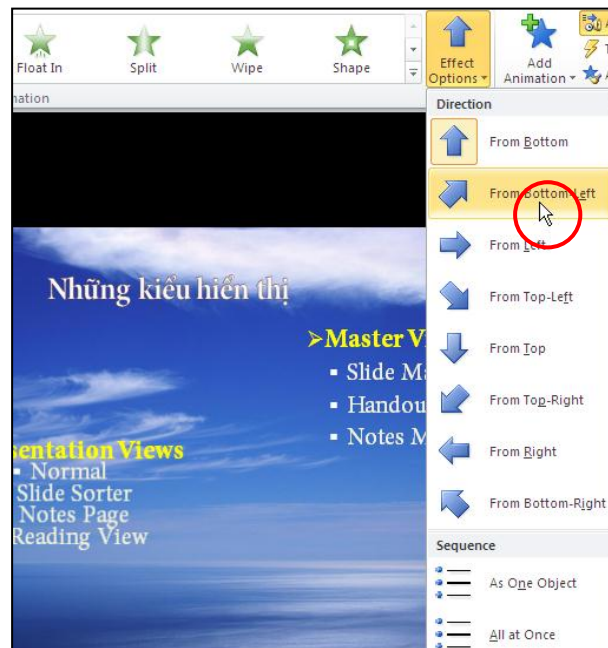 Float In
Split
Wipe
Shape
Effect
Options
Add
Animation
nation
Direction
From Bottom
From Bottom-Left
From Left
From Top-Left
From Top
From Top-Right
From Right
From Bottom-Right
Sequence
As One Object
All at Once
Những kiểu hiển thị
➢Master V
▪ Slide Ma
▪ Handou
▪ Notes M
sentation Views
▪ Normal
Slide Sorter
Notes Page
Reading View